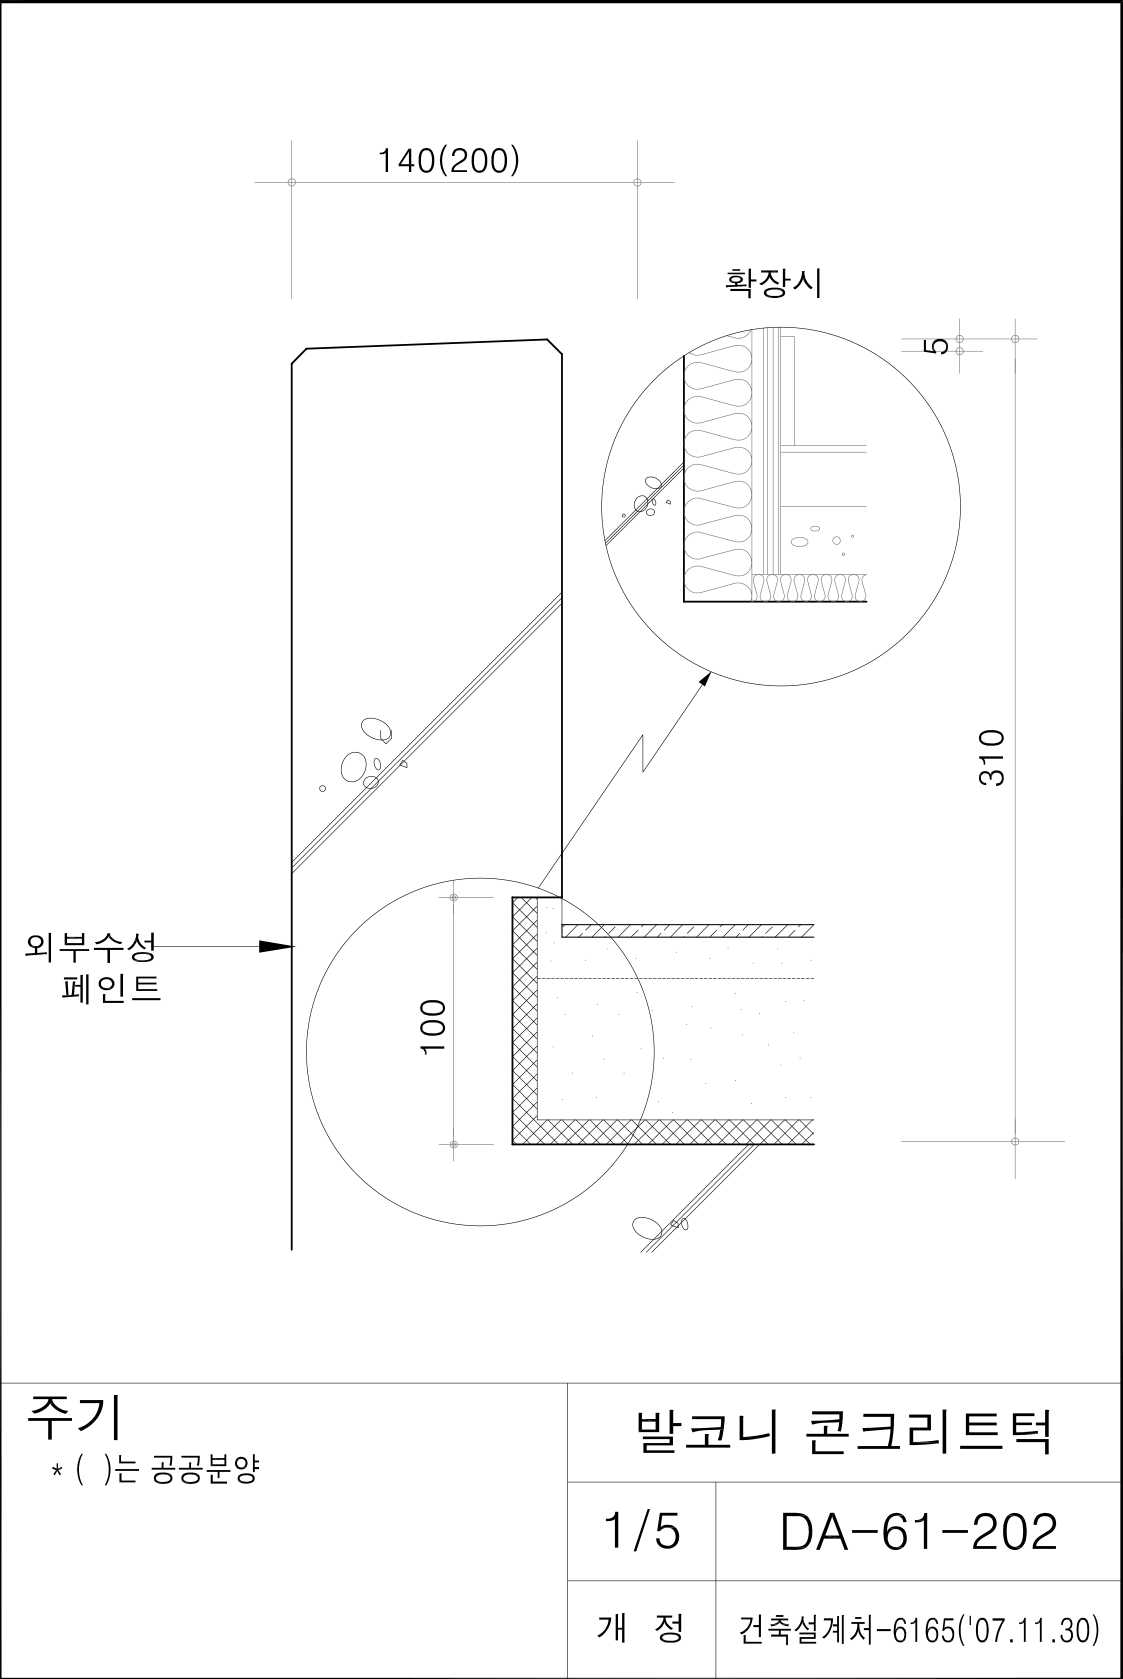 140(200)
확장시
5
310
외부수성
페인트
100
주기
* (  )는 공공분양
발코니 콘크리트턱
1/5
DA-61-202
개 정
건축설계처-6165('07.11.30)